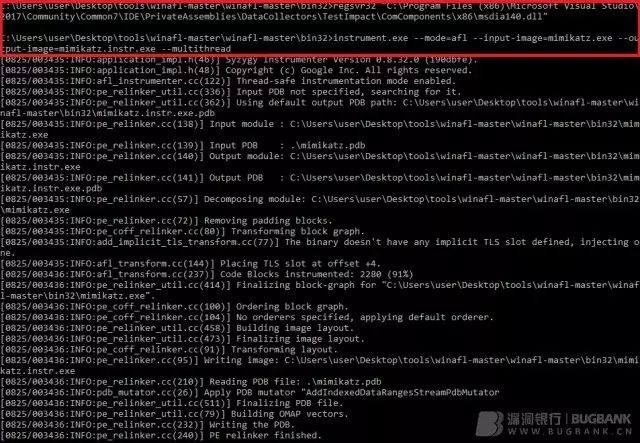 C:\Users\user\Desktop\tools\winafl-master\winafl-master\bin32>regsvr32 "C:\Program Files (x86)\Microsoft Visual Studio\
2017\Community\Common7\IDE\PrivateAssemblies\DataCollectors\TestImpact\ComComponents\x86\msdia140.dll"
C:\Users\user\Desktop\tools\winafl-master\winafl-master\bin32>instrument.exe --mode=afl --input-image=mimikatz.exe --ou
tput-image=mimikatz.instr.exe --multithread
[0825/003435:INFO:application_impl.h(46)] Syzygy Instrumenter Version 0.8.32.0 (190dbfe).
[0825/003435:INFO:application_impl.h(48)] Copyright (c) Google Inc. All rights reserved.
[0825/003435:INFO:afl_instrumenter.cc(122)] Thread-safe instrumentation mode enabled.
[0825/003435:INFO:pe_relinker_util.cc(336)] Input PDB not specified, searching for it.
[0825/003435:INFO:pe_relinker_util.cc(362)] Using default output PDB path: C:\Users\user\Desktop\tools\winafl-master\wi
nafl-master\bin32\mimikatz.instr.exe.pdb
[0825/003435:INFO:pe_relinker.cc(138)] Input module : C:\Users\user\Desktop\tools\winafl-master\winafl-master\bin32\mim
ikatz.exe
[0825/003435:INFO:pe_relinker.cc(139)] Input PDB : .\mimikatz.pdb
[0825/003435:INFO:pe_relinker.cc(140)] Output module: C:\Users\user\Desktop\tools\winafl-master\winafl-master\bin32\mim
ikatz.instr.exe
[0825/003435:INFO:pe_relinker.cc(141)] Output PDB : C:\Users\user\Desktop\tools\winafl-master\winafl-master\bin32\mim
ikatz.instr.exe.pdb
[0825/003435:INFO:pe_relinker.cc(57)] Decomposing module: C:\Users\user\Desktop\tools\winafl-master\winafl-master\bin32
\mimikatz.exe
[0825/003435:INFO:pe_relinker.cc(72)] Removing padding blocks.
[0825/003435:INFO:pe_coff_relinker.cc(80)] Transforming block graph.
[0825/003435:INFO:add_implicit_tls_transform.cc(77)] The binary doesn't have any implicit TLS slot defined, injecting o
ne.
[0825/003435:INFO:afl_transform.cc(144)] Placing TLS slot at offset +4.
[0825/003435:INFO:afl_transform.cc(237)] Code Blocks instrumented: 2280 (91%)
[0825/003436:INFO:pe_relinker_util.cc(414)] Finalizing block-graph for "C:\Users\user\Desktop\tools\winafl-master\winaf
l-master\bin32\mimikatz.exe".
[0825/003436:INFO:pe_coff_relinker.cc(100)] Ordering block graph.
[0825/003436:INFO:pe_coff_relinker.cc(104)] No orderers specified, applying default orderer.
[0825/003436:INFO:pe_relinker_util.cc(458)] Building image layout.
[0825/003436:INFO:pe_relinker_util.cc(473)] Finalizing image layout.
[0825/003436:INFO:pe_relinker.cc(91)] Transforming layout.
[0825/003436:INFO:pe_relinker.cc(95)] Writing image: C:\Users\user\Desktop\tools\winafl-master\winafl-master\bin32\mimi
katz.instr.exe
[0825/003436:INFO:pe_relinker.cc(210)] Reading PDB file: .\mimikatz.pdb
[0825/003436:INFO:pdb_mutator.cc(26)] Apply PDB mutator "AddIndexedDataRangesStreamPdbMutator
[0825/003436:INFO:pe_relinker_util.cc(511)] Finalizing PDB file.
[0825/003436:INFO:pe_relinker_util.cc(79)] Building OMAP vectors.
[0825/003436:INFO:pe_relinker.cc(232)] Writing the PDB.
[0825/003436:INFO:pe_relinker.cc(240)] PE relinker finished.
漏洞银行 | BUGBANK
WWW.BUGBANK.CN